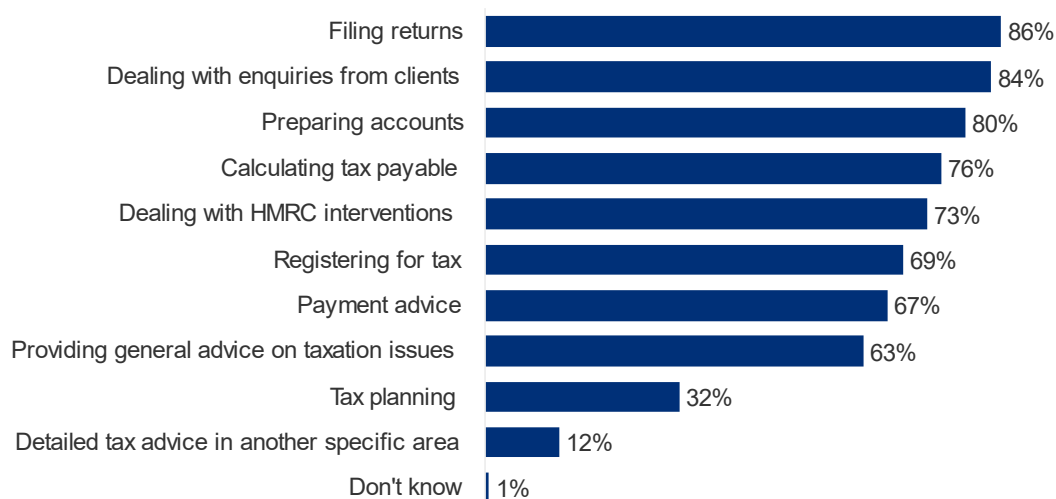 Filing returns 86%
Dealing with enquiries from clients 84%
Preparing accounts 80%
Calculating tax payable 76%
Dealing with HMRC interventions 73%
Registering for tax 69%
Payment advice 67%
Providing general advice on taxation issues 63%
Tax planning 32%
Detailed tax advice in another specific area 12%
Don't know 1%